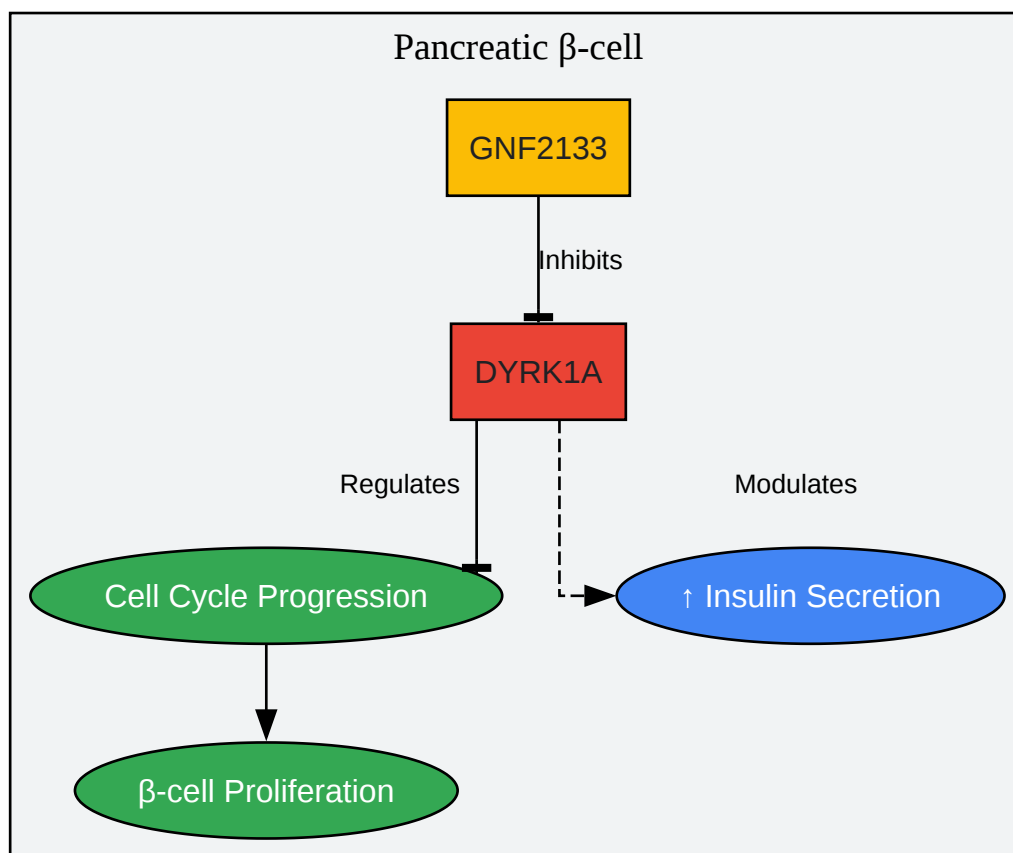 Pancreatic β-cell
GNF2133
Inhibits
DYRK1A
Regulates
Modulates
Cell Cycle Progression
↑ Insulin Secretion
β-cell Proliferation